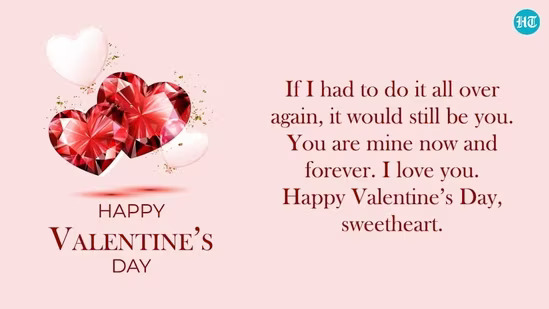 HT
If I had to do it all over
again, it would still be you.
You are mine now and
forever. I love you.
Happy Valentine's Day,
sweetheart.
HAPPY
VALENTINE'S
DAY